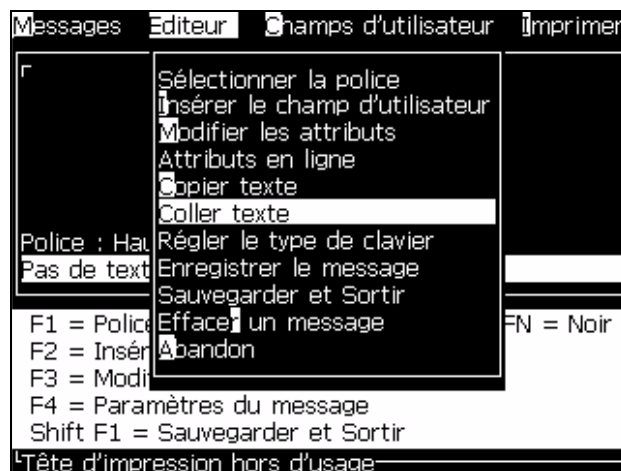 Messages Editeur Champs d'utilisateur Imprimer
Sélectionner la police
Insérer le champ d'utilisateur
Modifier les attributs
Attributs en ligne
Copier texte
Coller texte
Police : Hau Régler le type de clavier
Pas de text Enregistrer le message
Sauvegarder et Sortir
F1 = Police Effacer un message FN = Noir
F2 = Insér Abandon
F3 = Modi
F4 = Paramètres du message
Shift F1 = Sauvegarder et Sortir
Tête d'impression hors d'usage